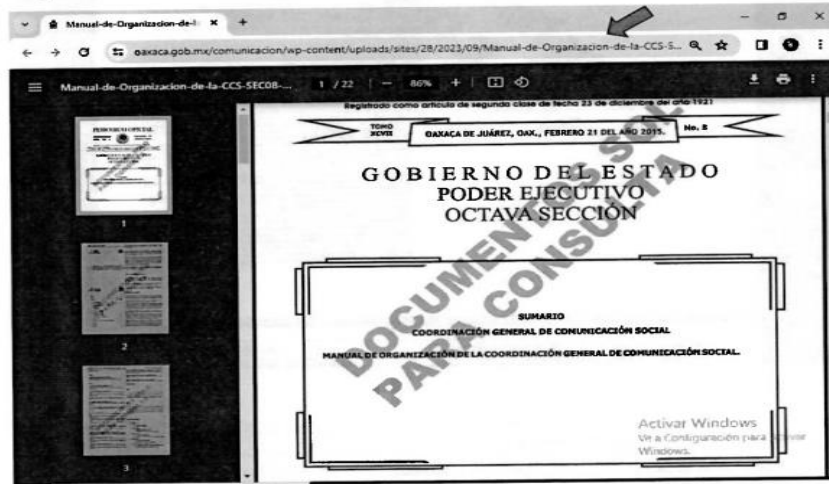 Manual-de-Organizacion-de-l
oaxaca.gob.mx/comunicacion/wp-content/uploads/sites/28/2023/09/Manual-de-Organizacion-de-la-CCS-S...
Manual-de-Organizacion-de-la-CCS-SEC08-...
1 / 22
86%
Registrado como artículo de segunda clase de fecha 23 de diciembre del año 1921
TOMO
XCVII
OAXACA DE JUÁREZ, OAX., FEBRERO 21 DEL AÑO 2015.
No. 8
GOBIERNO DEL ESTADO
PODER EJECUTIVO
OCTAVA SECCIÓN
DOCUMENTOS SOL
PARA CONSULTA
SUMARIO
COORDINACIÓN GENERAL DE COMUNICACIÓN SOCIAL
MANUAL DE ORGANIZACIÓN DE LA COORDINACIÓN GENERAL DE COMUNICACIÓN SOCIAL.
PERIODICO OFICIAL
1
2
3
Activar Windows
Ve a Configuración para activar
Windows.